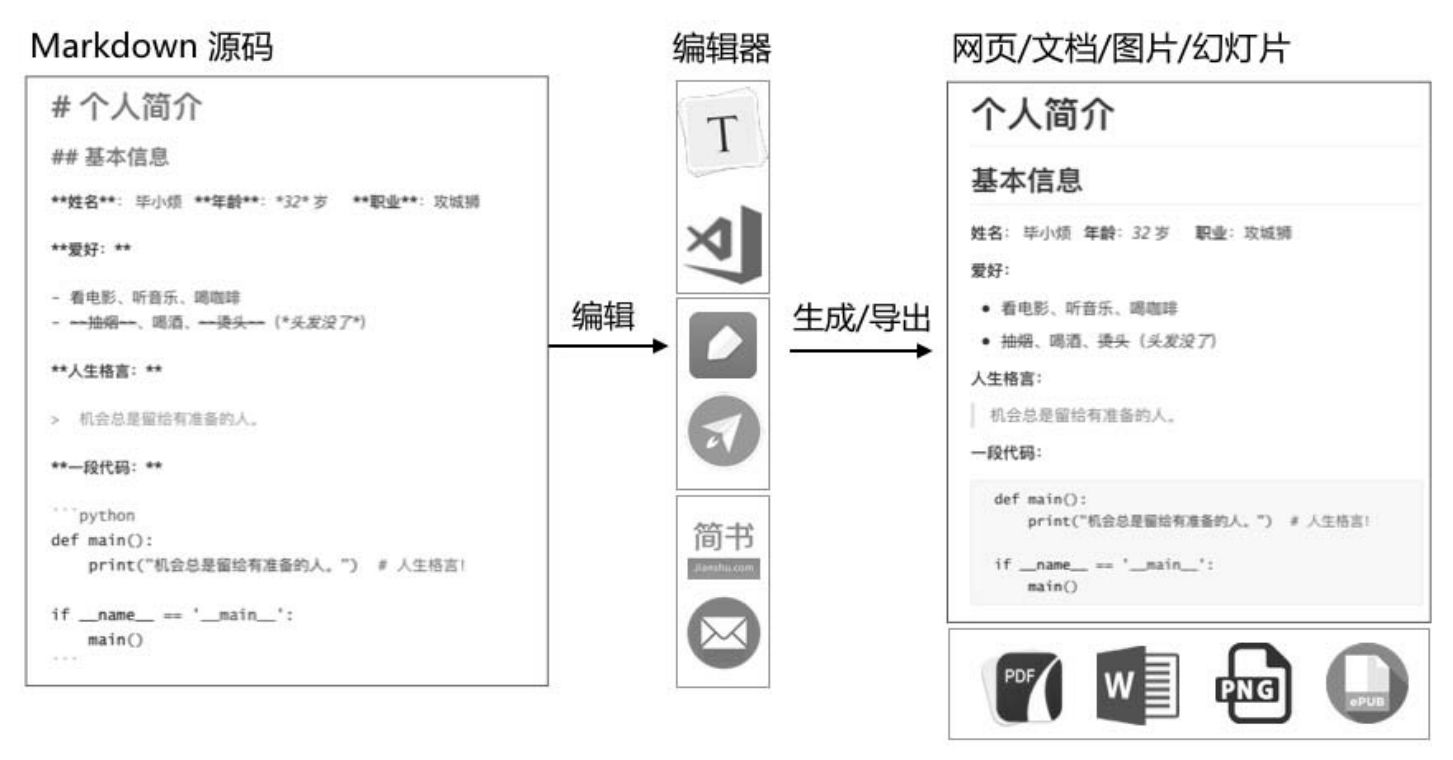 Markdown 源码
# 个人简介
## 基本信息
**姓名**： 毕小烦 **年龄**：*32* 岁 **职业**：攻城狮
**爱好：**
- 看电影、听音乐、喝咖啡
- ~~抽烟~~、喝酒、~~烫头~~（*头发没了*）
**人生格言：**
> 机会总是留给有准备的人。
**一段代码：**
```python
def main():
    print("机会总是留给有准备的人。")  # 人生格言!
if __name__ == '__main__':
    main()
```
编辑
编辑器
T
简书
Jianshu.com
生成/导出
网页/文档/图片/幻灯片
个人简介
基本信息
姓名： 毕小烦 年龄：32 岁 职业：攻城狮
爱好：
• 看电影、听音乐、喝咖啡
• 抽烟、喝酒、烫头（头发没了）
人生格言：
机会总是留给有准备的人。
一段代码：
def main():
    print("机会总是留给有准备的人。")  # 人生格言!
if __name__ == '__main__':
    main()
PDF
W
PNG
ePUB